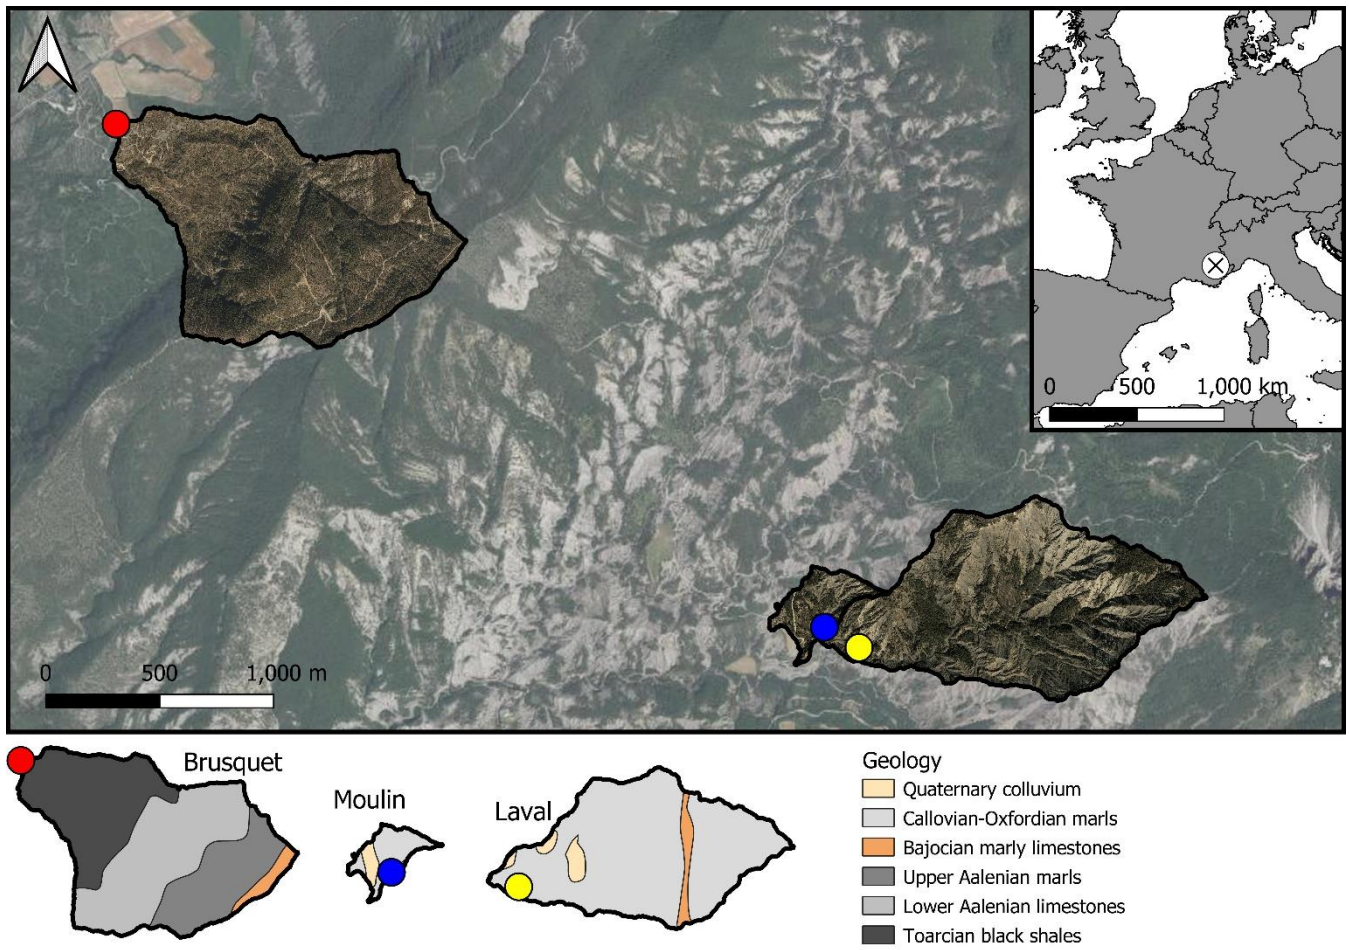 0 500 1,000 km
0 500 1,000 m
Brusquet
Moulin
Laval
Geology
Quaternary colluvium
Callovian-Oxfordian marls
Bajocian marly limestones
Upper Aalenian marls
Lower Aalenian limestones
Toarcian black shales